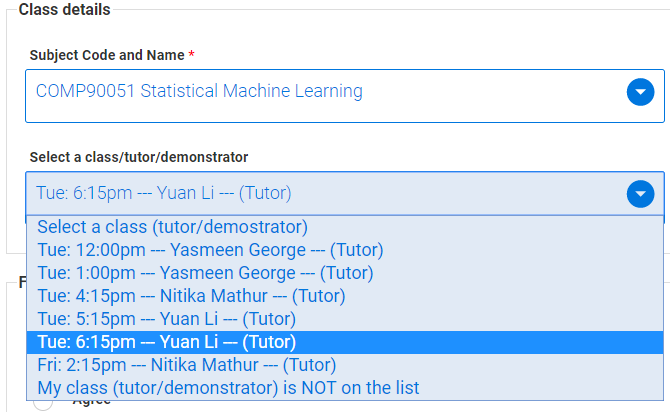 Class details
Subject Code and Name *
COMP90051 Statistical Machine Learning
Select a class/tutor/demonstrator
Tue: 6:15pm --- Yuan Li --- (Tutor)
Select a class (tutor/demostrator)
Tue: 12:00pm --- Yasmeen George --- (Tutor)
Tue: 1:00pm --- Yasmeen George --- (Tutor)
Tue: 4:15pm --- Nitika Mathur --- (Tutor)
Tue: 5:15pm --- Yuan Li --- (Tutor)
Tue: 6:15pm --- Yuan Li --- (Tutor)
Fri: 2:15pm --- Nitika Mathur --- (Tutor)
My class (tutor/demonstrator) is NOT on the list
Agree